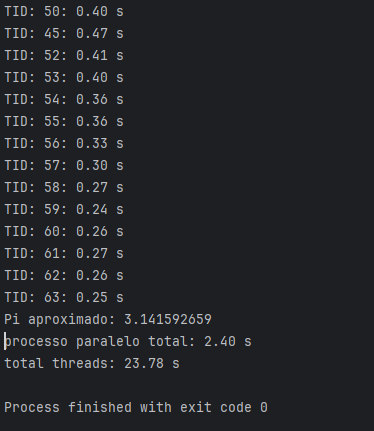 TID: 50: 0.40 s
TID: 45: 0.47 s
TID: 52: 0.41 s
TID: 53: 0.40 s
TID: 54: 0.36 s
TID: 55: 0.36 s
TID: 56: 0.33 s
TID: 57: 0.30 s
TID: 58: 0.27 s
TID: 59: 0.24 s
TID: 60: 0.26 s
TID: 61: 0.27 s
TID: 62: 0.26 s
TID: 63: 0.25 s
Pi aproximado: 3.141592659
processo paralelo total: 2.40 s
total threads: 23.78 s
Process finished with exit code 0